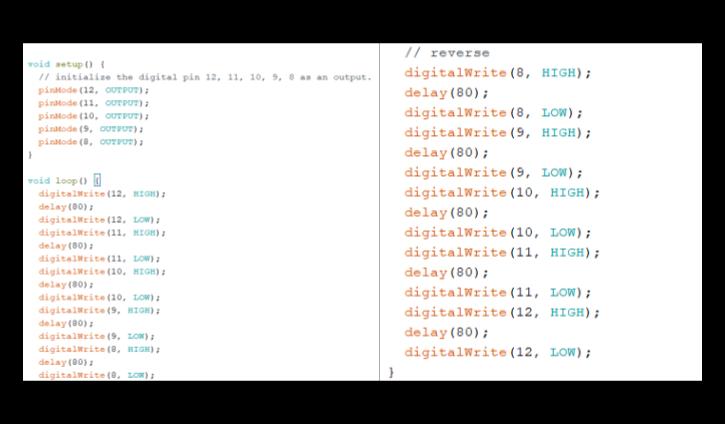 void setup() {
// initialize the digital pin 12, 11, 10, 9, 8 as an output.
pinMode(12, OUTPUT);
pinMode(11, OUTPUT);
pinMode(10, OUTPUT);
pinMode(9, OUTPUT);
pinMode(8, OUTPUT);
}
void loop() {
digitalWrite(12, HIGH);
delay(80);
digitalWrite(12, LOW);
digitalWrite(11, HIGH);
delay(80);
digitalWrite(11, LOW);
digitalWrite(10, HIGH);
delay(80);
digitalWrite(10, LOW);
digitalWrite(9, HIGH);
delay(80);
digitalWrite(9, LOW);
digitalWrite(8, HIGH);
delay(80);
digitalWrite(8, LOW);
// reverse
digitalWrite(8, HIGH);
delay(80);
digitalWrite(8, LOW);
digitalWrite(9, HIGH);
delay(80);
digitalWrite(9, LOW);
digitalWrite(10, HIGH);
delay(80);
digitalWrite(10, LOW);
digitalWrite(11, HIGH);
delay(80);
digitalWrite(11, LOW);
digitalWrite(12, HIGH);
delay(80);
digitalWrite(12, LOW);
}